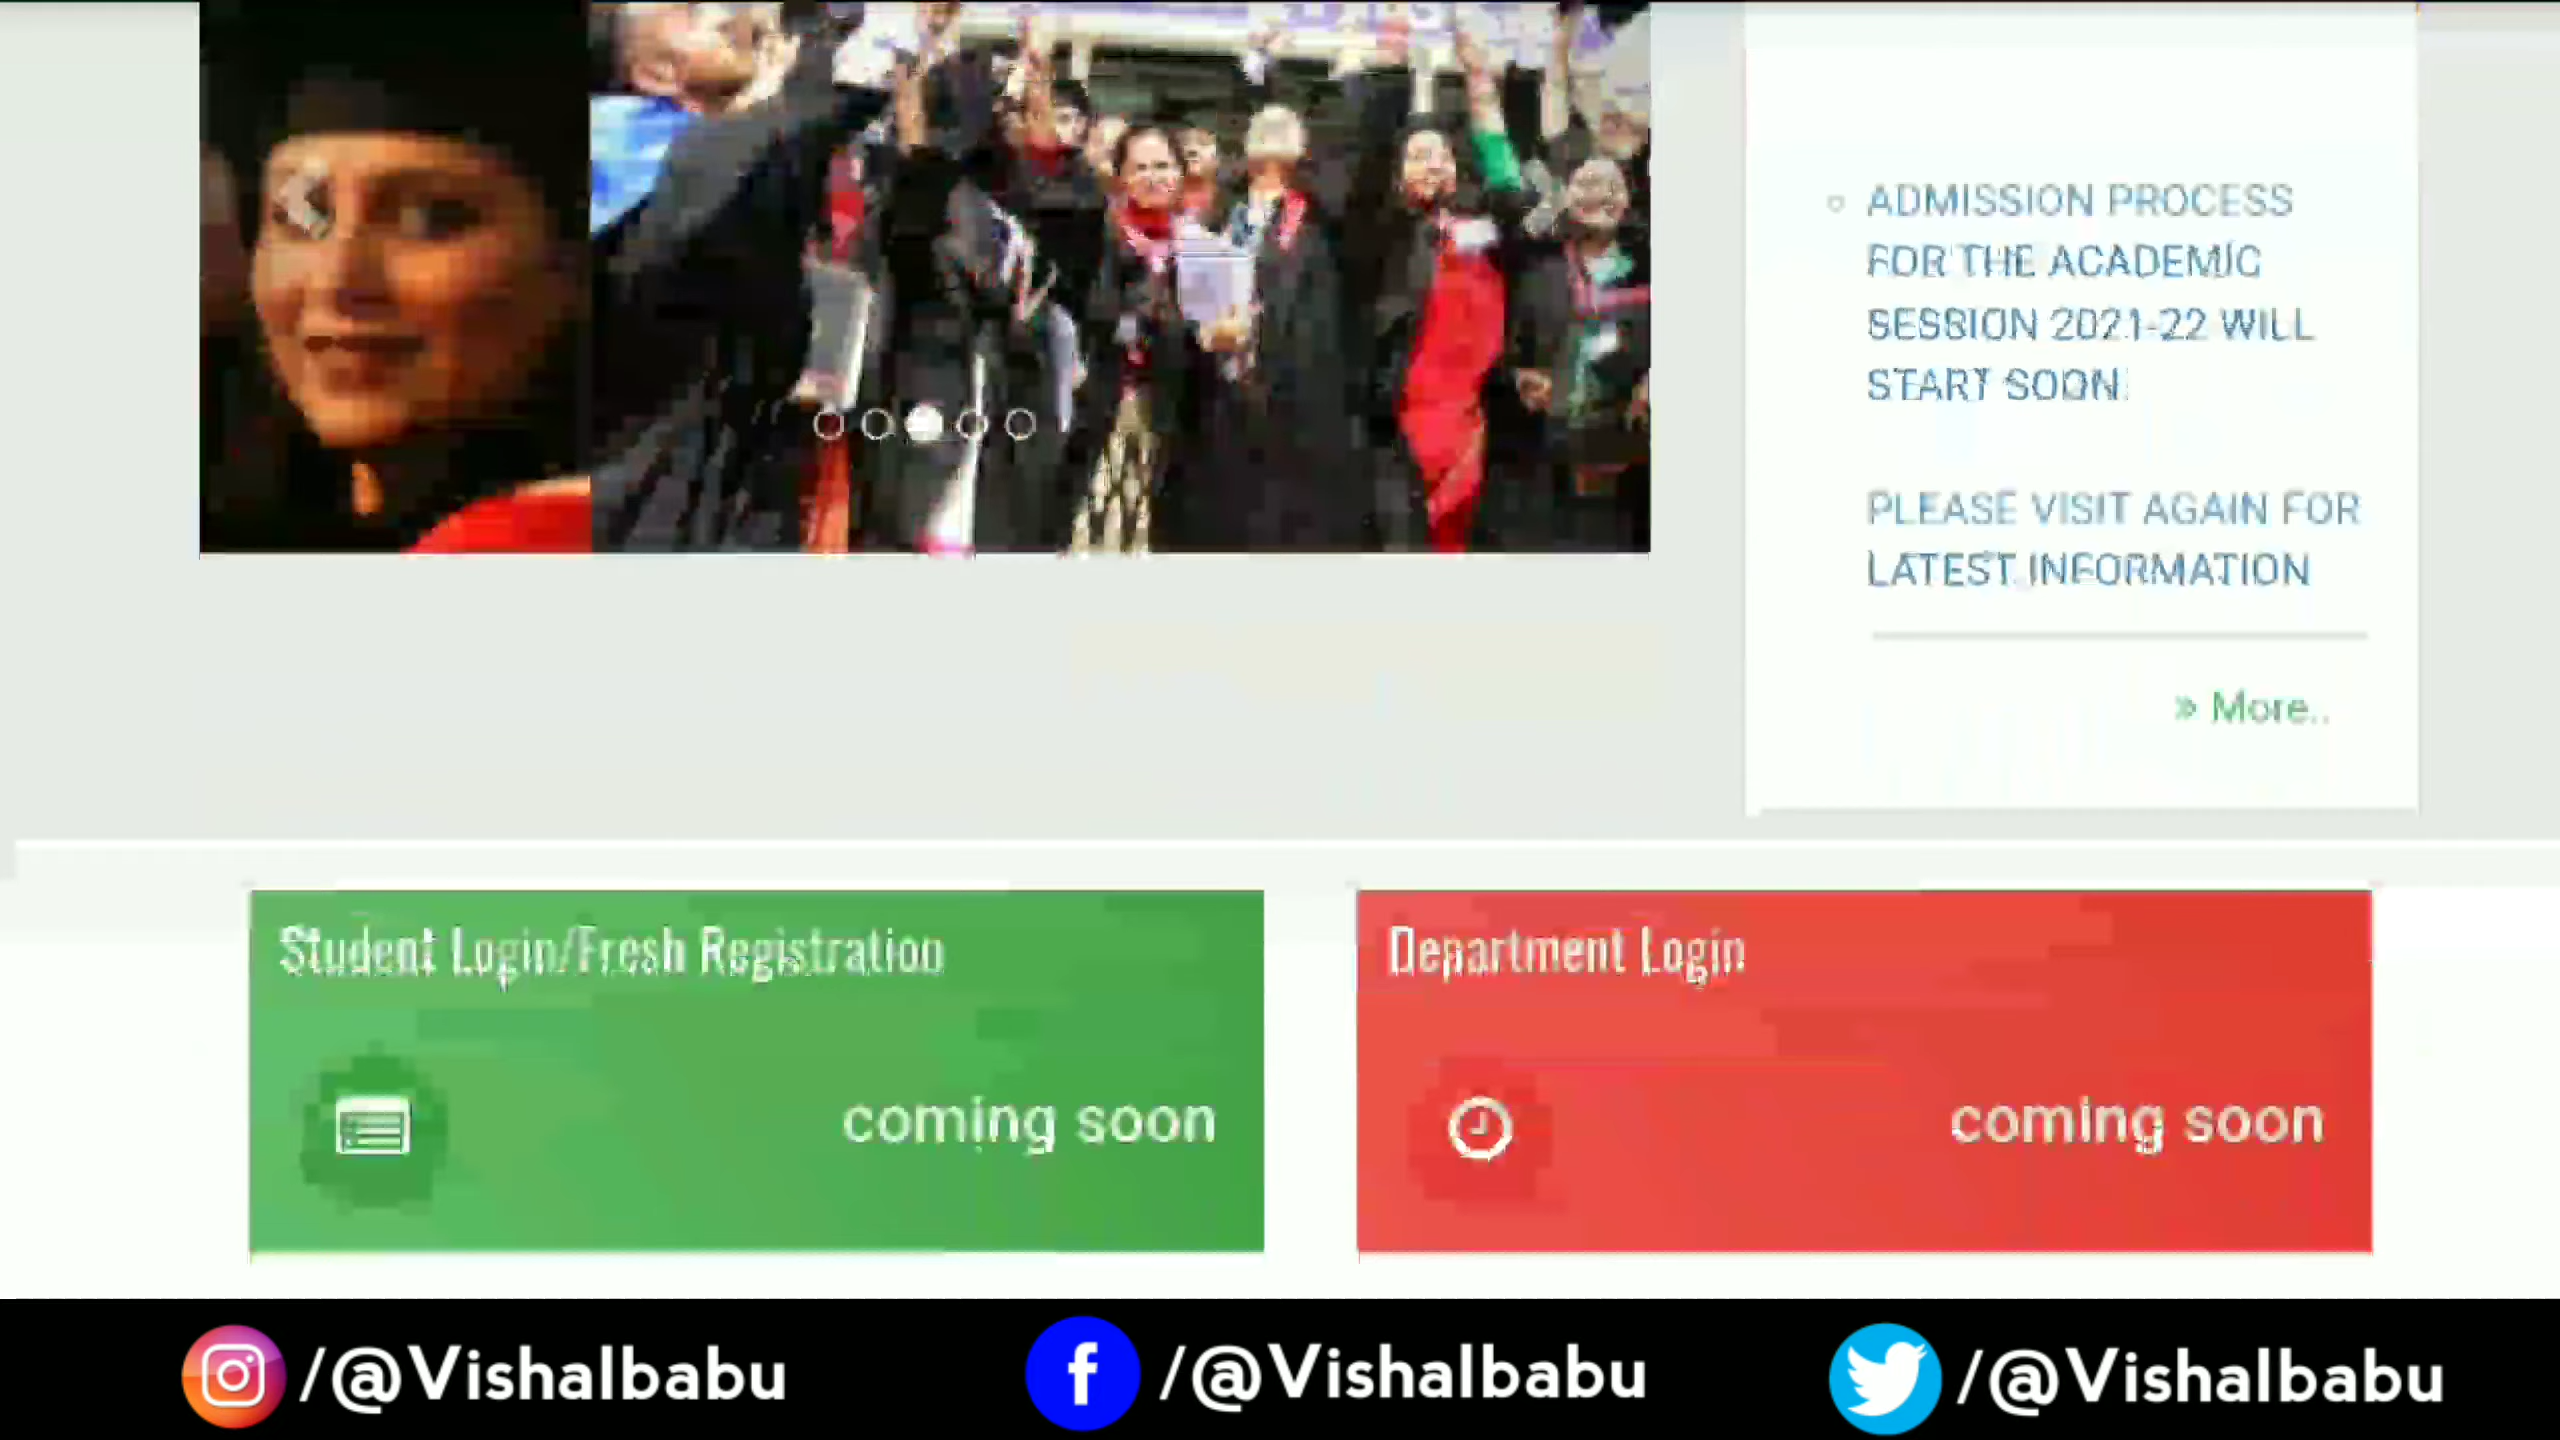 ADMISSION PROCESS
FOR THE ACADEMIC
SESSION 2021-22 WILL
START SOON
PLEASE VISIT AGAIN FOR
LATEST INFORMATION
» More..
Student Login/Fresh Registration
coming soon
Department Login
coming soon
/@Vishalbabu
/@Vishalbabu
/@Vishalbabu